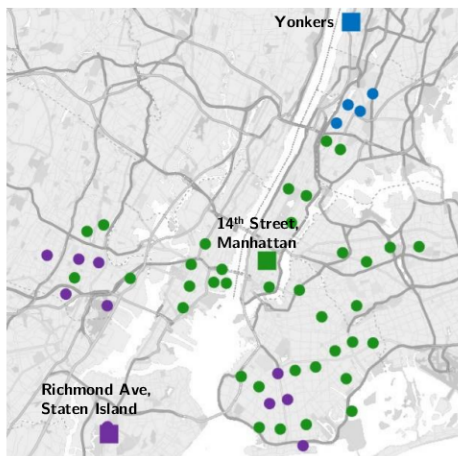 Yonkers
14th Street,
Manhattan
Richmond Ave,
Staten Island